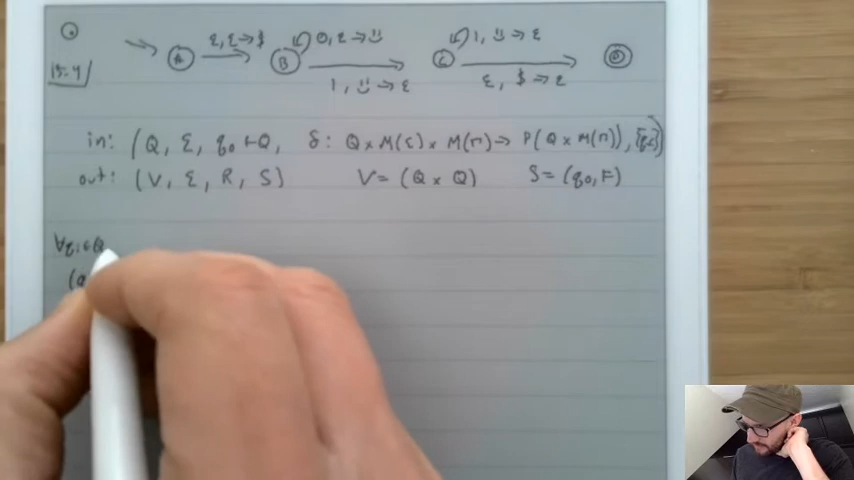 → A ε,ε→$ B 0,ε→☺ C 1,☺→ε D
15-4 1,☺→ε ε,$→ε
in: (Q, Σ, q0 ∈ Q, δ: Q × M(Σ) × M(Γ) → P(Q × M(Γ)), {qf})
out: (V, Σ, R, S) V = (Q × Q) S = (q0, F)
∀qi ∈ Q
(Q